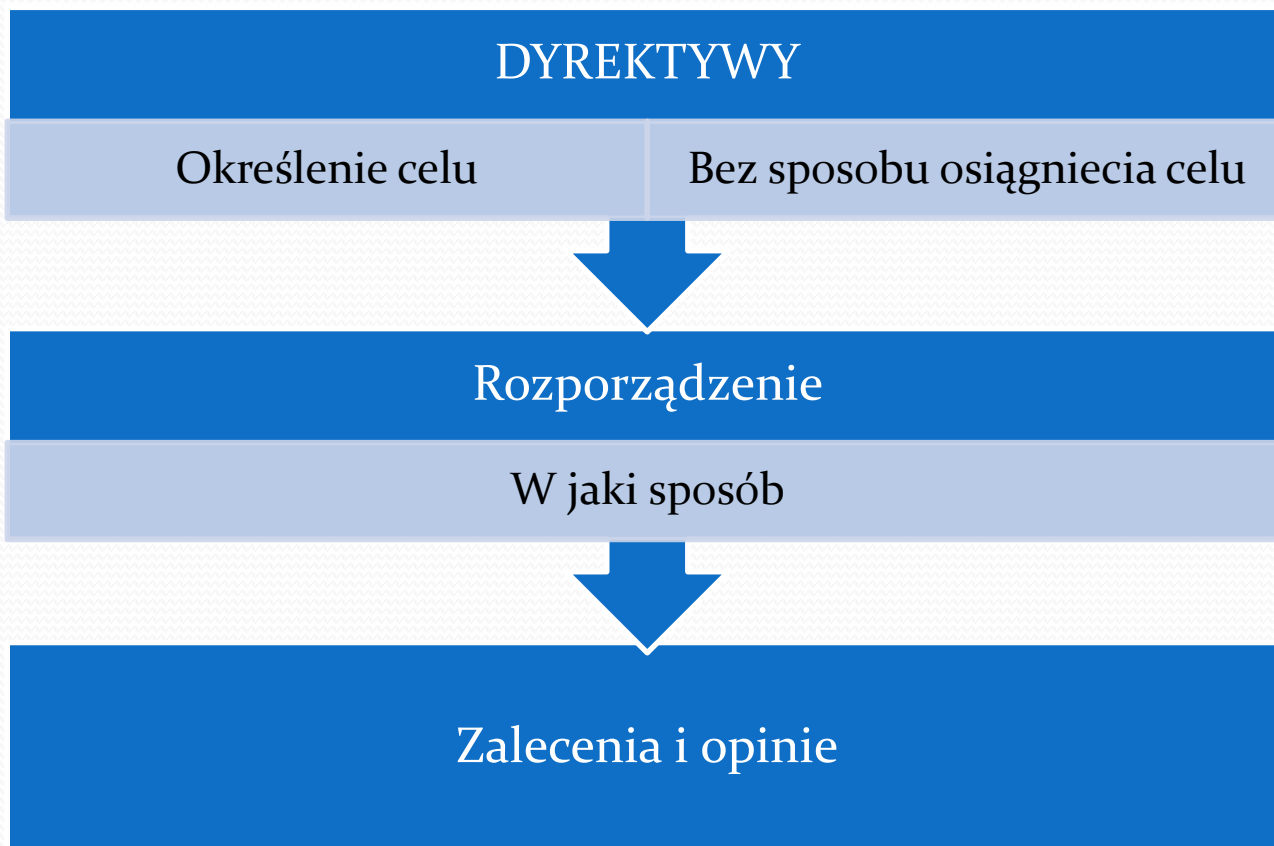 DYREKTYWY
Określenie celu
Bez sposobu osiągniecia celu
Rozporządzenie
W jaki sposób
Zalecenia i opinie